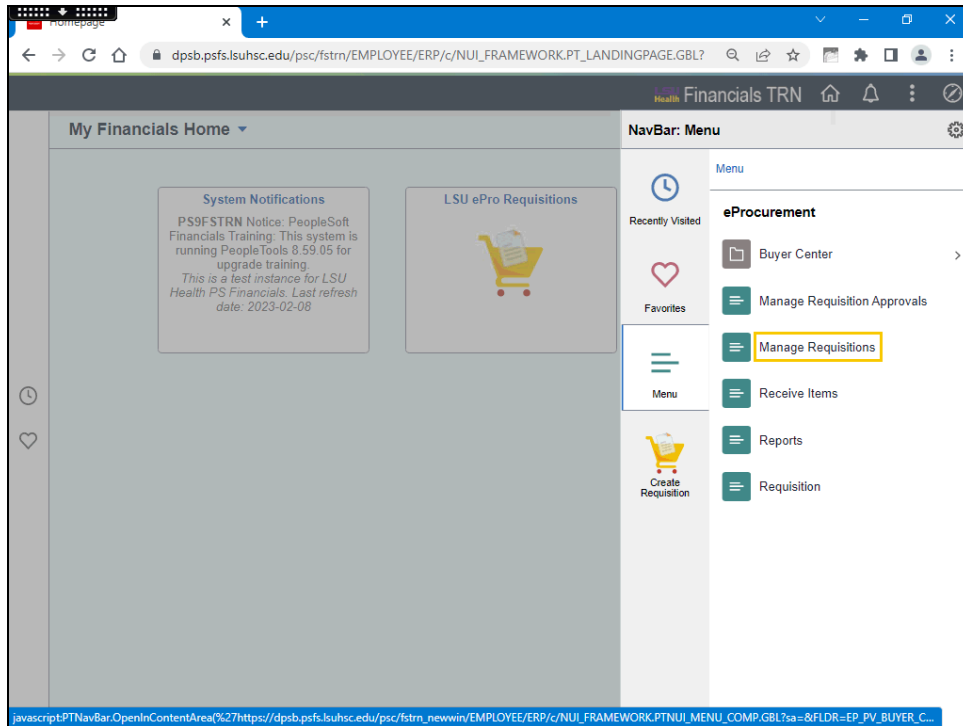 Homepage
dpsb.psfs.lsuhsc.edu/psc/fstrn/EMPLOYEE/ERP/c/NUI_FRAMEWORK.PT_LANDINGPAGE.GBL?
Health Financials TRN
My Financials Home
NavBar: Menu
System Notifications
PS9FSTRN Notice: PeopleSoft
Financials Training: This system is
running PeopleTools 8.59.05 for
upgrade training.
This is a test instance for LSU
Health PS Financials. Last refresh
date: 2023-02-08
LSU ePro Requisitions
Recently Visited
Favorites
Menu
Create
Requisition
Menu
eProcurement
Buyer Center
Manage Requisition Approvals
Manage Requisitions
Receive Items
Reports
Requisition
javascript:PTNavBar.OpenInContentArea(%27https://dpsb.psfs.lsuhsc.edu/psc/fstrn_newwin/EMPLOYEE/ERP/c/NUI_FRAMEWORK.PTNUI_MENU_COMP.GBL?sa=&FLDR=EP_PV_BUYER_C...